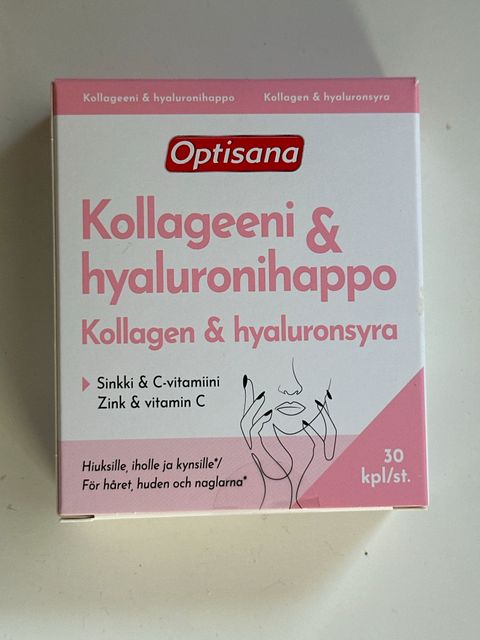 Kollageeni & hyaluronihappo Kollagen & hyaluronsyra
Optisana
Kollageeni &
hyaluronihappo
Kollagen & hyaluronsyra
Sinkki & C-vitamiini
Zink & vitamin C
Hiuksille, iholle ja kynsille*/
För håret, huden och naglarna*
30
kpl/st.